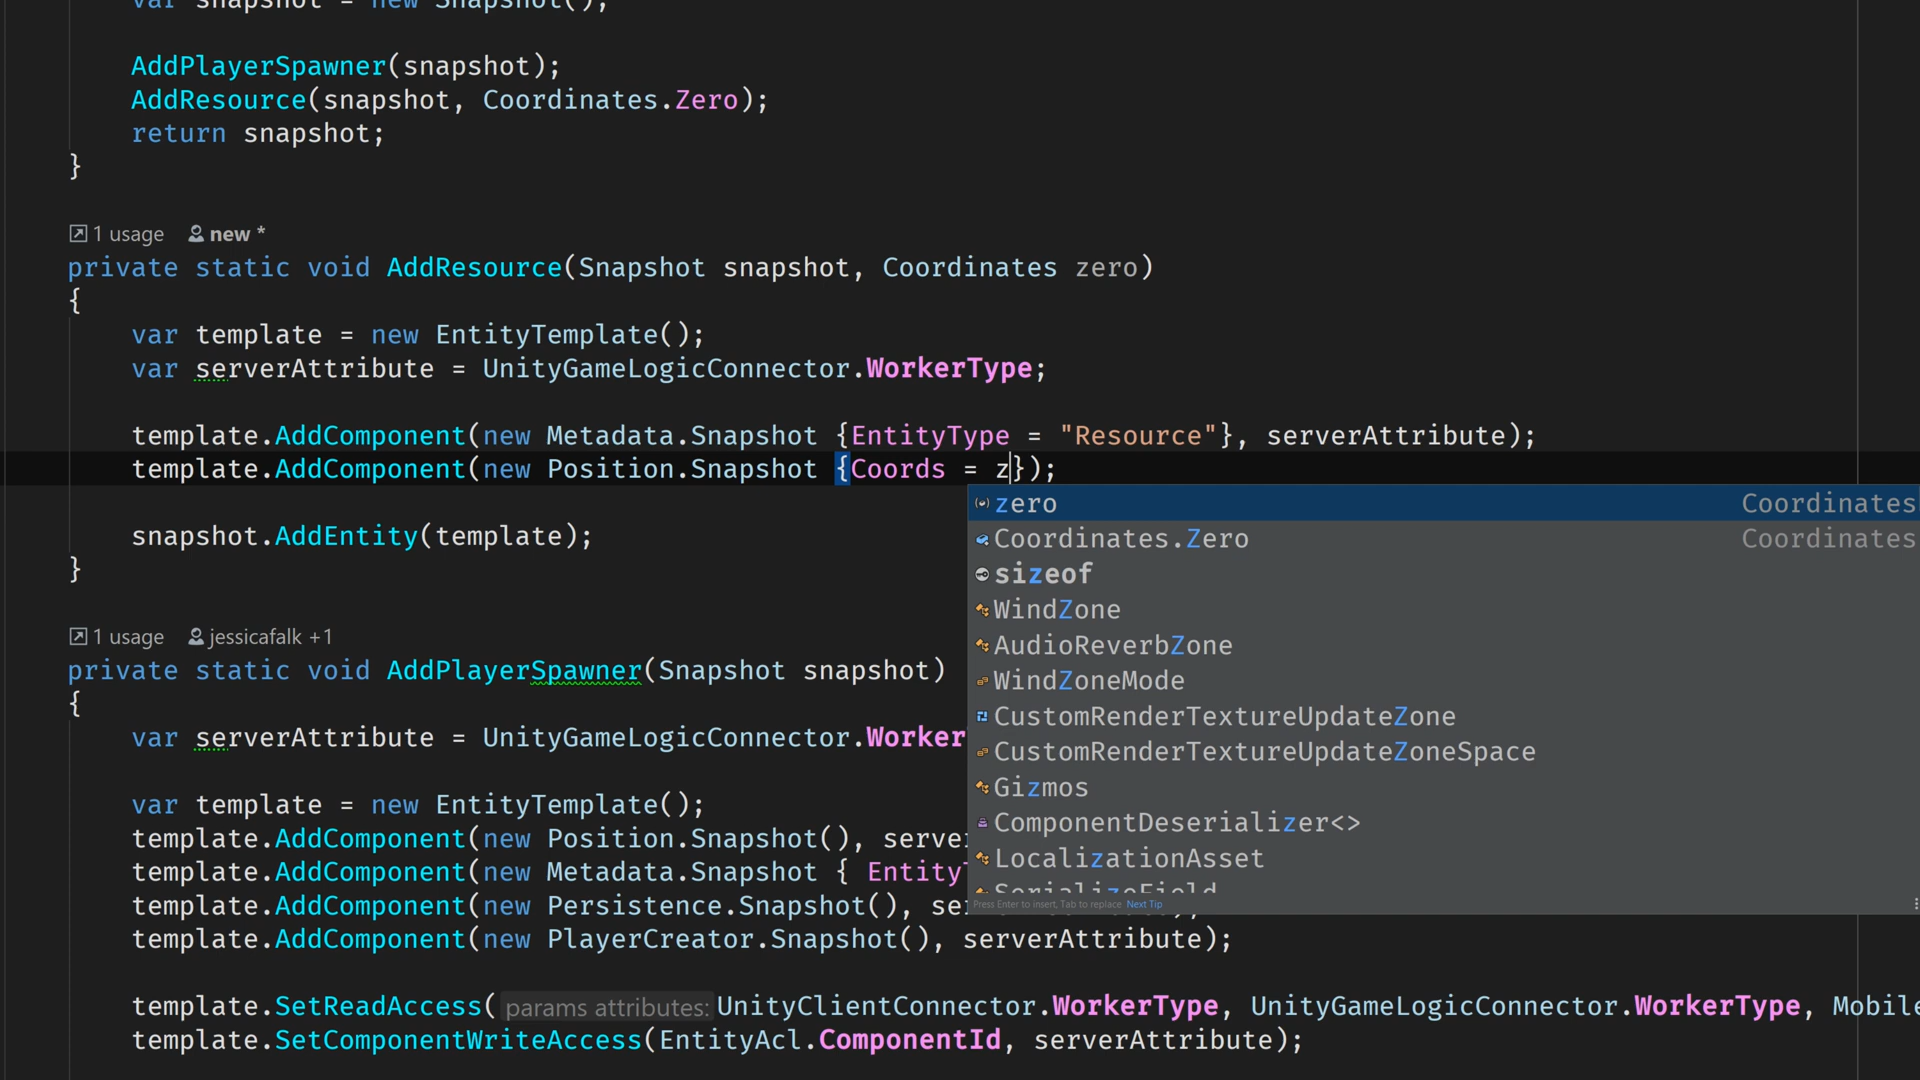 var snapshot = new Snapshot();
AddPlayerSpawner(snapshot);
AddResource(snapshot, Coordinates.Zero);
return snapshot;
}
1 usage new *
private static void AddResource(Snapshot snapshot, Coordinates zero)
{
var template = new EntityTemplate();
var serverAttribute = UnityGameLogicConnector.WorkerType;
template.AddComponent(new Metadata.Snapshot {EntityType = "Resource"}, serverAttribute);
template.AddComponent(new Position.Snapshot {Coords = z});
zero Coordinates
Coordinates.Zero Coordinates
sizeof
WindZone
AudioReverbZone
WindZoneMode
CustomRenderTextureUpdateZone
CustomRenderTextureUpdateZoneSpace
Gizmos
ComponentDeserializer<>
LocalizationAsset
SerializeField
Press Enter to insert, Tab to replace Next Tip
snapshot.AddEntity(template);
}
1 usage jessicafalk +1
private static void AddPlayerSpawner(Snapshot snapshot)
{
var serverAttribute = UnityGameLogicConnector.Worker
var template = new EntityTemplate();
template.AddComponent(new Position.Snapshot(), serve
template.AddComponent(new Metadata.Snapshot { Entity
template.AddComponent(new Persistence.Snapshot(), se
template.AddComponent(new PlayerCreator.Snapshot(), serverAttribute);
template.SetReadAccess(params attributes: UnityClientConnector.WorkerType, UnityGameLogicConnector.WorkerType, Mobile
template.SetComponentWriteAccess(EntityAcl.ComponentId, serverAttribute);